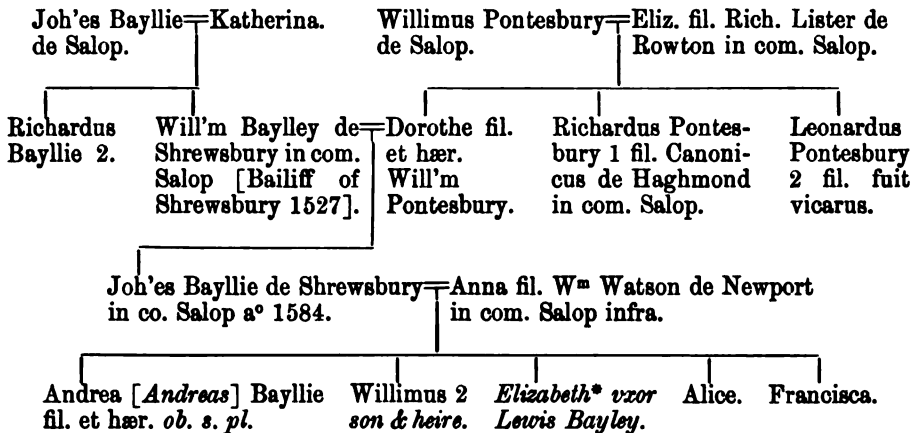 Joh'es Bayllie=Katherina.
de Salop.
Willimus Pontesbury=Eliz. fil. Rich. Lister de
de Salop.
Rowton in com. Salop.
Richardus
Bayllie 2.
Will'm Baylley de=Dorothe fil.
Shrewsbury in com.
Salop [Bailiff of
Shrewsbury 1527].
et hær.
Will'm
Pontesbury.
Richardus Pontes-
bury 1 fil. Canoni-
cus de Haghmond
in com. Salop.
Leonardus
Pontesbury
2 fil. fuit
vicarus.
Joh'es Bayllie de Shrewsbury=Anna fil. Wᵐ Watson de Newport
in co. Salop aᵒ 1584.
in com. Salop infra.
Andrea [Andreas] Bayllie
fil. et hær. ob. s. pl.
Willimus 2
son & heire.
Elizabeth* vxor
Lewis Bayley.
Alice.
Francisca.